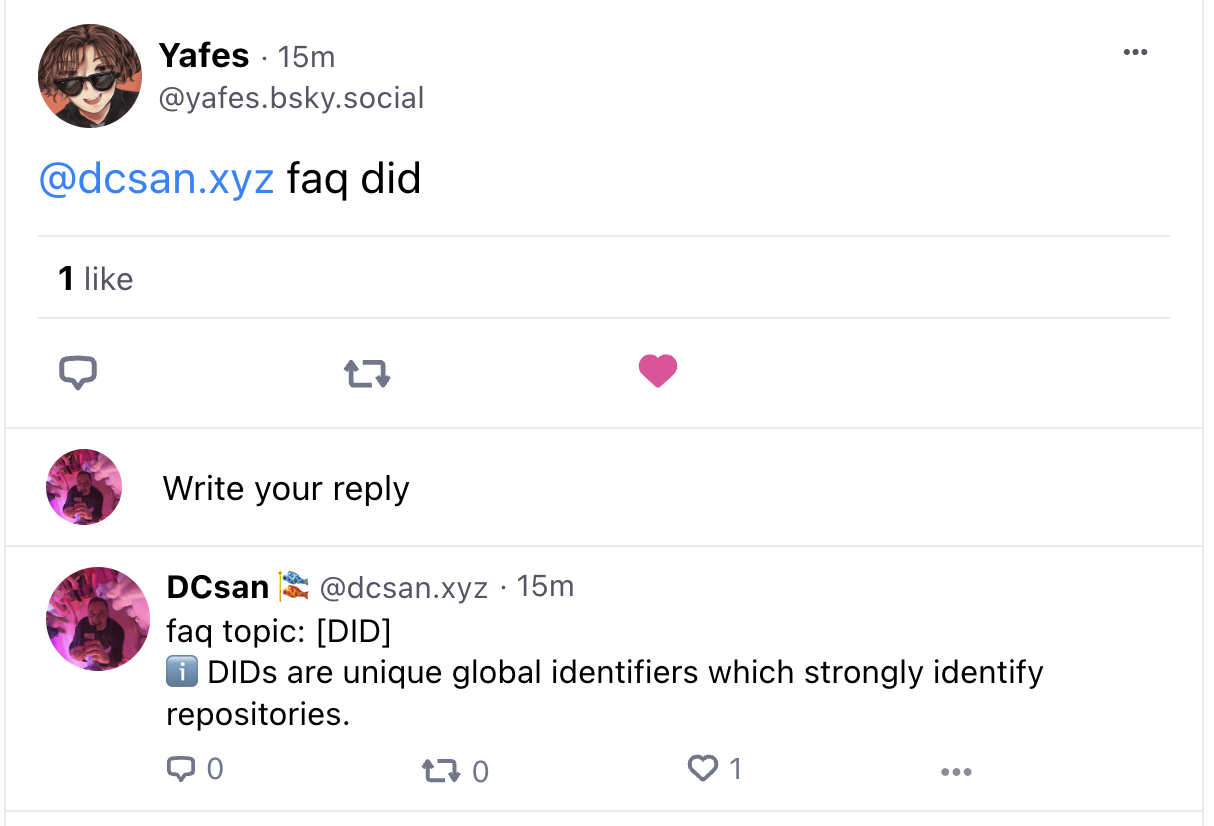 Yafes · 15m
@yafes.bsky.social
@dcsan.xyz faq did
1 like
Write your reply
DCsan 🎏 @dcsan.xyz · 15m
faq topic: [DID]
ℹ️ DIDs are unique global identifiers which strongly identify
repositories.
0 0 1